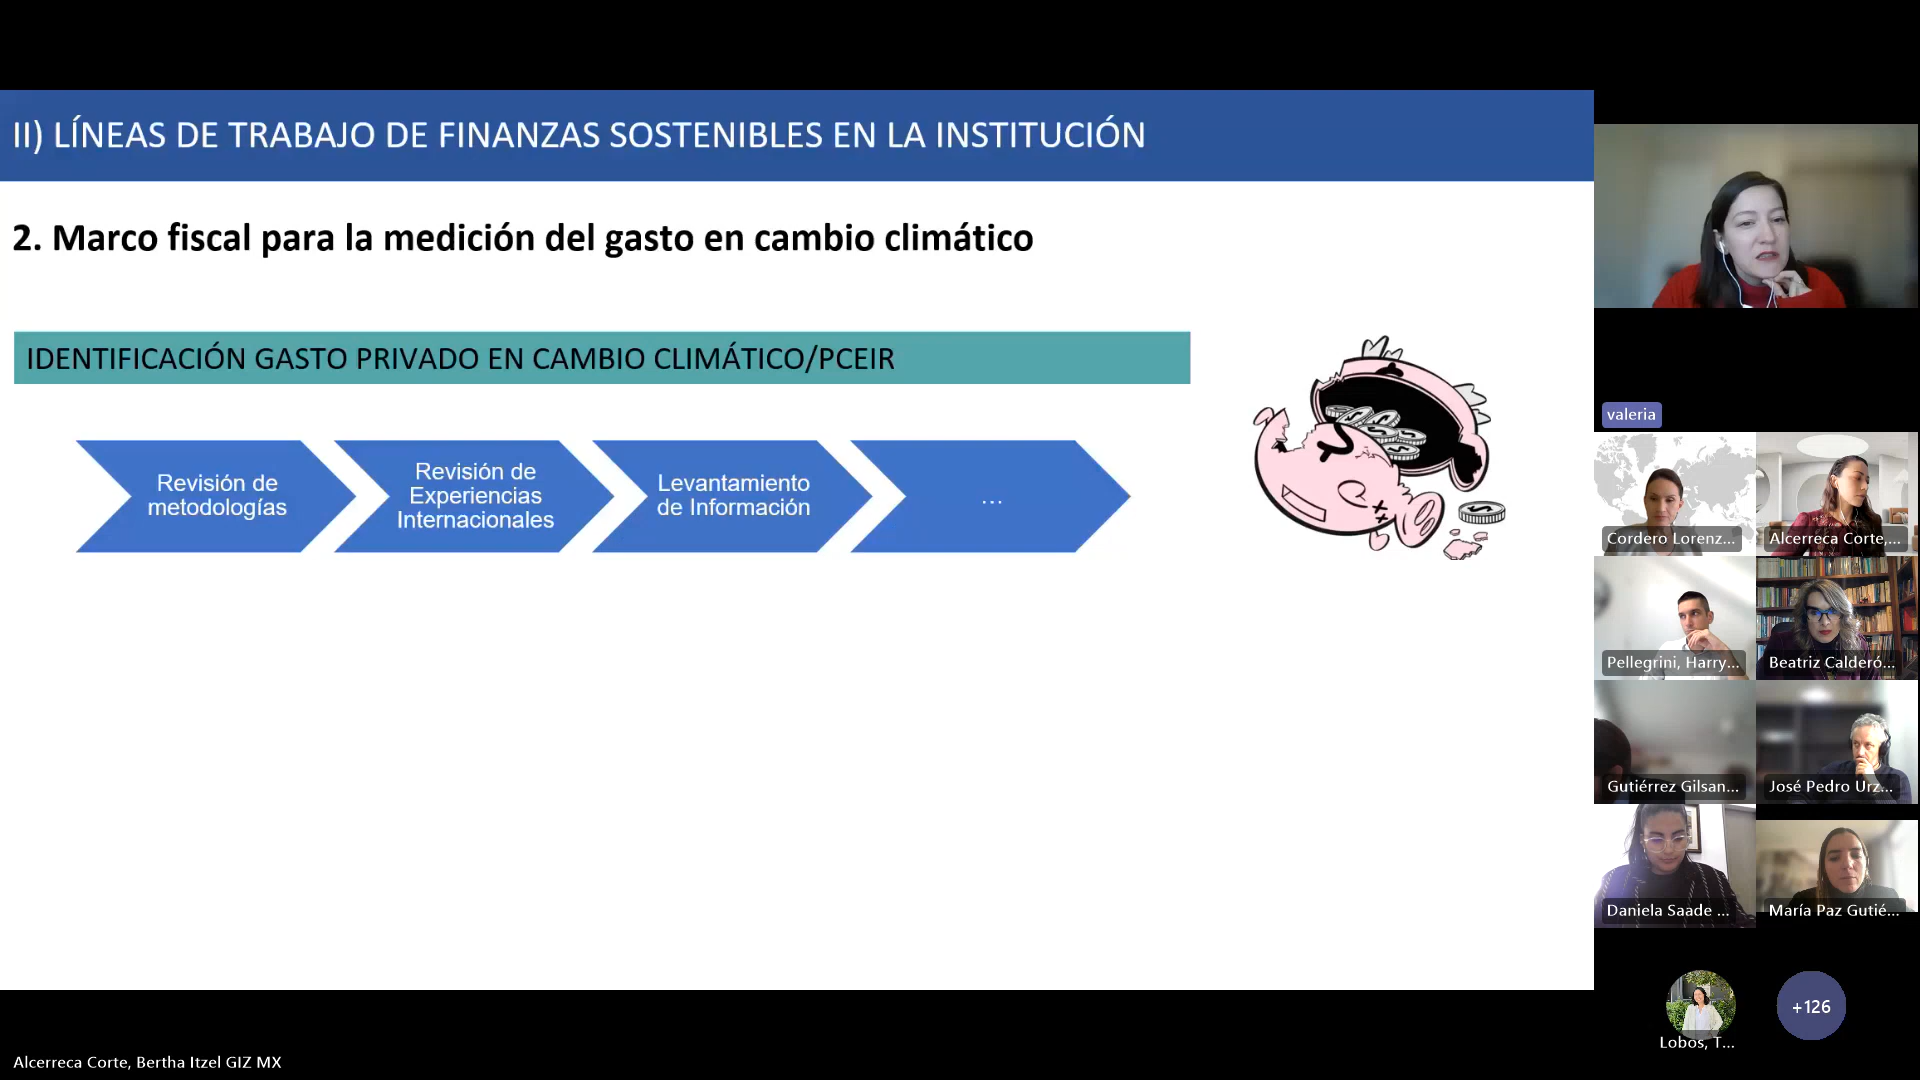 II) LÍNEAS DE TRABAJO DE FINANZAS SOSTENIBLES EN LA INSTITUCIÓN
2. Marco fiscal para la medición del gasto en cambio climático
IDENTIFICACIÓN GASTO PRIVADO EN CAMBIO CLIMÁTICO/PCEIR
Revisión de
metodologías
Revisión de
Experiencias
Internacionales
Levantamiento
de Información
...
valeria
Cordero Lorenz...
Alcerreca Corte,...
Pellegrini, Harry...
Beatriz Calderó...
Gutiérrez Gilsan...
José Pedro Urz...
Daniela Saade ...
María Paz Gutié...
Lobos, T...
+126
Alcerreca Corte, Bertha Itzel GIZ MX